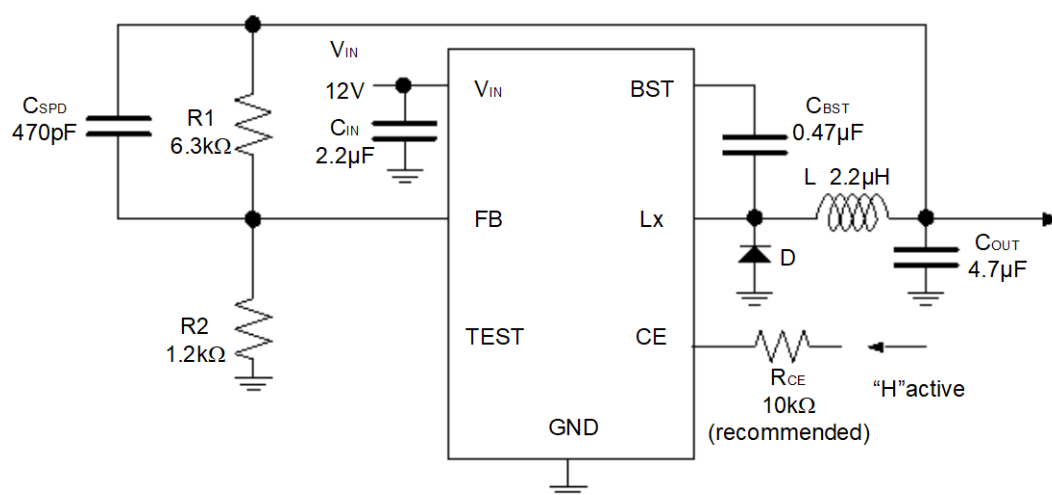 VIN
12V
CIN
2.2µF
CSPD
470pF
R1
6.3kΩ
R2
1.2kΩ
VIN
BST
FB
Lx
TEST
CE
GND
CBST
0.47µF
L 2.2µH
D
COUT
4.7µF
RCE
10kΩ
(recommended)
“H”active